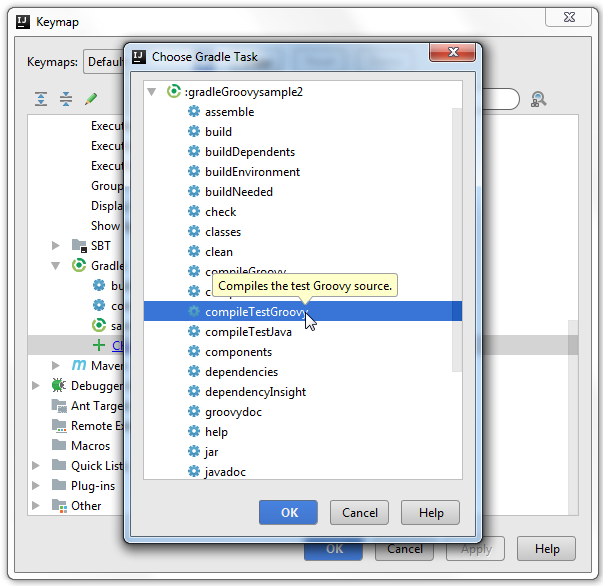 Keymap
Keymaps:
Default
Execut
Execut
Execut
Group
Displa
Show
SBT
Gradle
bu
co
sa
Ch
Maven
Debugger
Ant Targe
Remote Ex
Macros
Quick List
Plug-ins
Other
OK
Cancel
Apply
Help
Choose Gradle Task
:gradleGroovysample2
assemble
build
buildDependents
buildEnvironment
buildNeeded
check
classes
clean
compileGroovy
Compiles the test Groovy source.
compileTestGroovy
compileTestJava
components
dependencies
dependencyInsight
groovydoc
help
jar
javadoc
OK
Cancel
Help